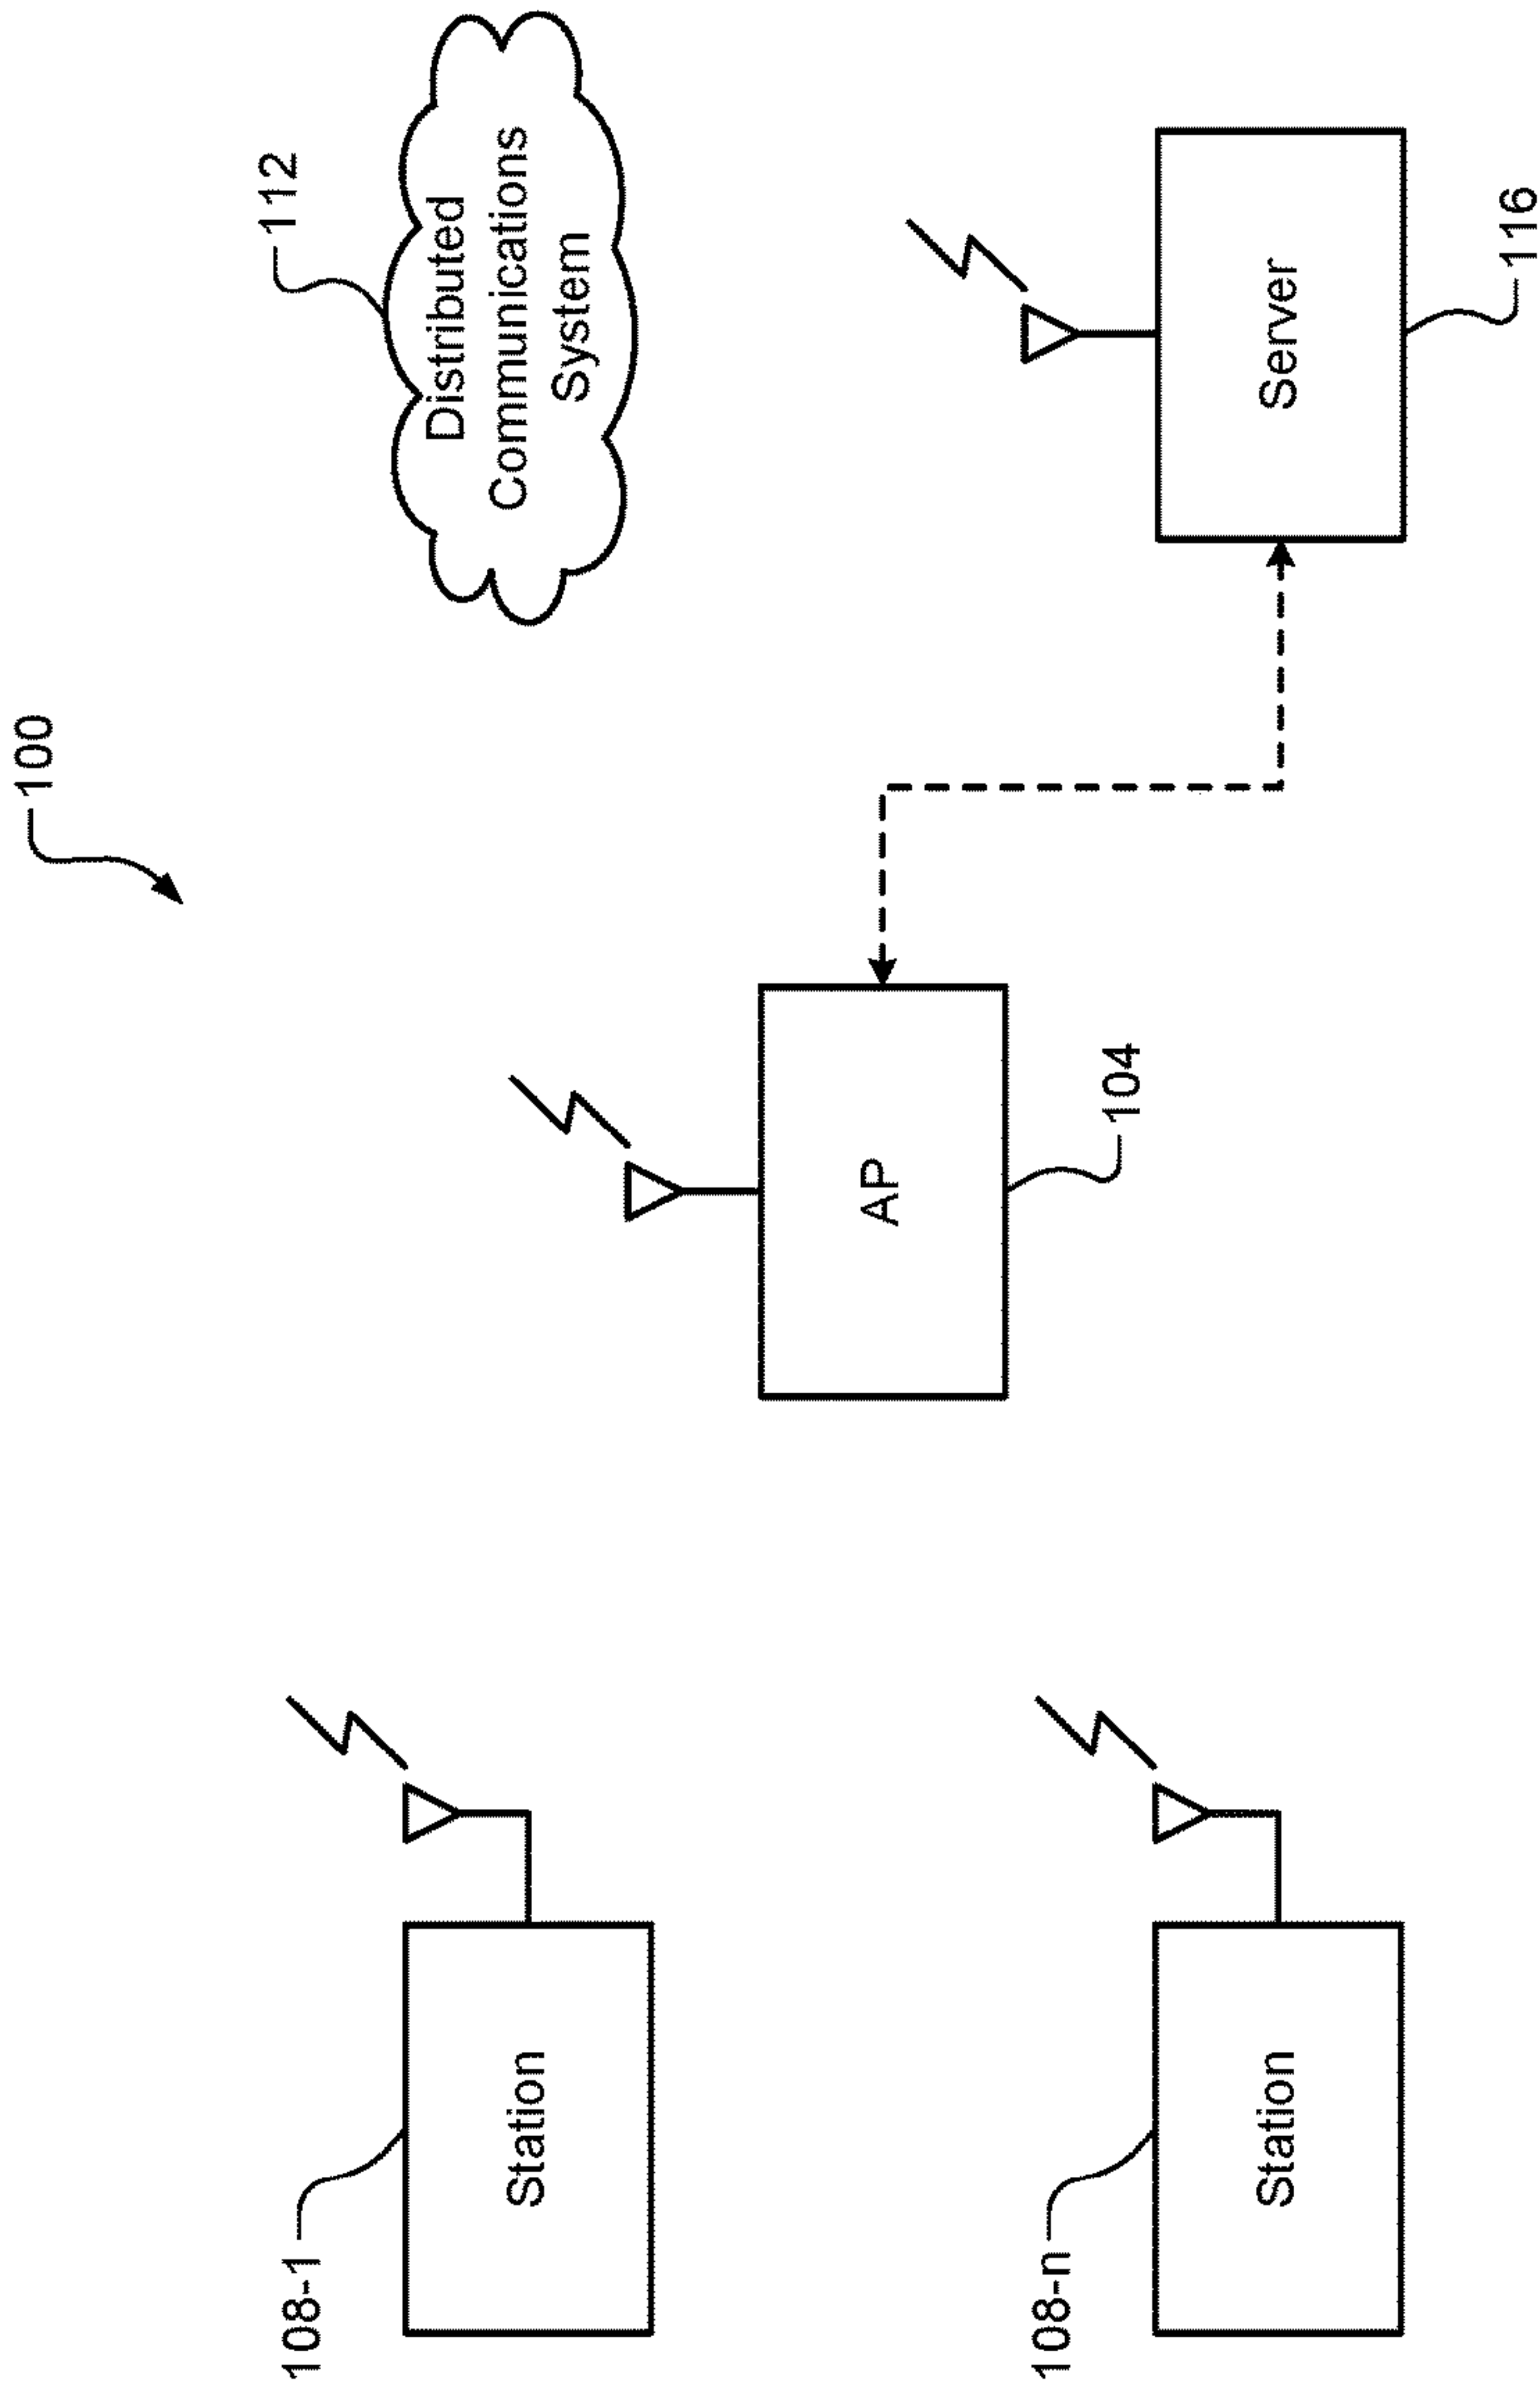 100
112
Distributed
Communications
System
108-1
Station
AP
104
Server
116
108-n
Station